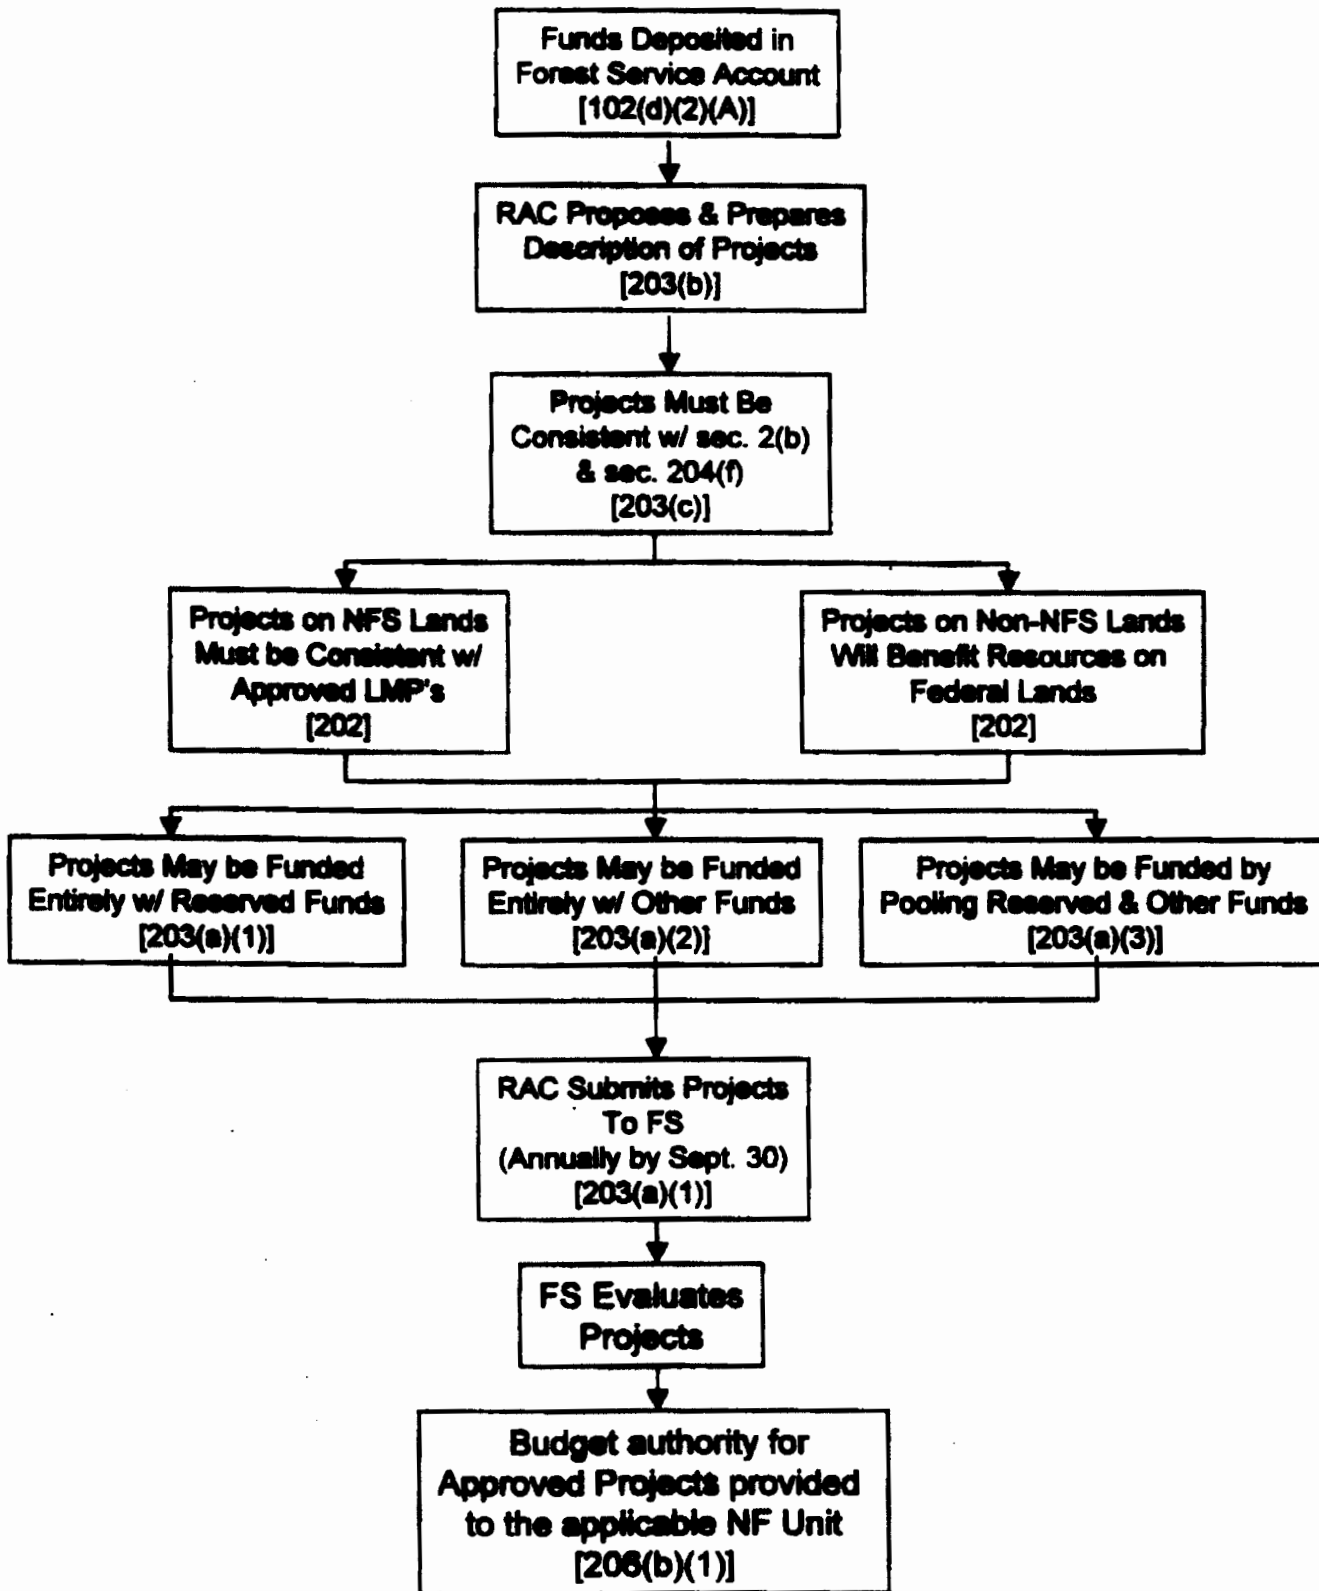 Funds Deposited in
Forest Service Account
[102(d)(2)(A)]
RAC Proposes & Prepares
Description of Projects
[203(b)]
Projects Must Be
Consistent w/ sec. 2(b)
& sec. 204(f)
[203(c)]
Projects on NFS Lands
Must be Consistent w/
Approved LMP's
[202]
Projects on Non-NFS Lands
Will Benefit Resources on
Federal Lands
[202]
Projects May be Funded
Entirely w/ Reserved Funds
[203(a)(1)]
Projects May be Funded
Entirely w/ Other Funds
[203(a)(2)]
Projects May be Funded by
Pooling Reserved & Other Funds
[203(a)(3)]
RAC Submits Projects
To FS
(Annually by Sept. 30)
[203(a)(1)]
FS Evaluates
Projects
Budget authority for
Approved Projects provided
to the applicable NF Unit
[206(b)(1)]